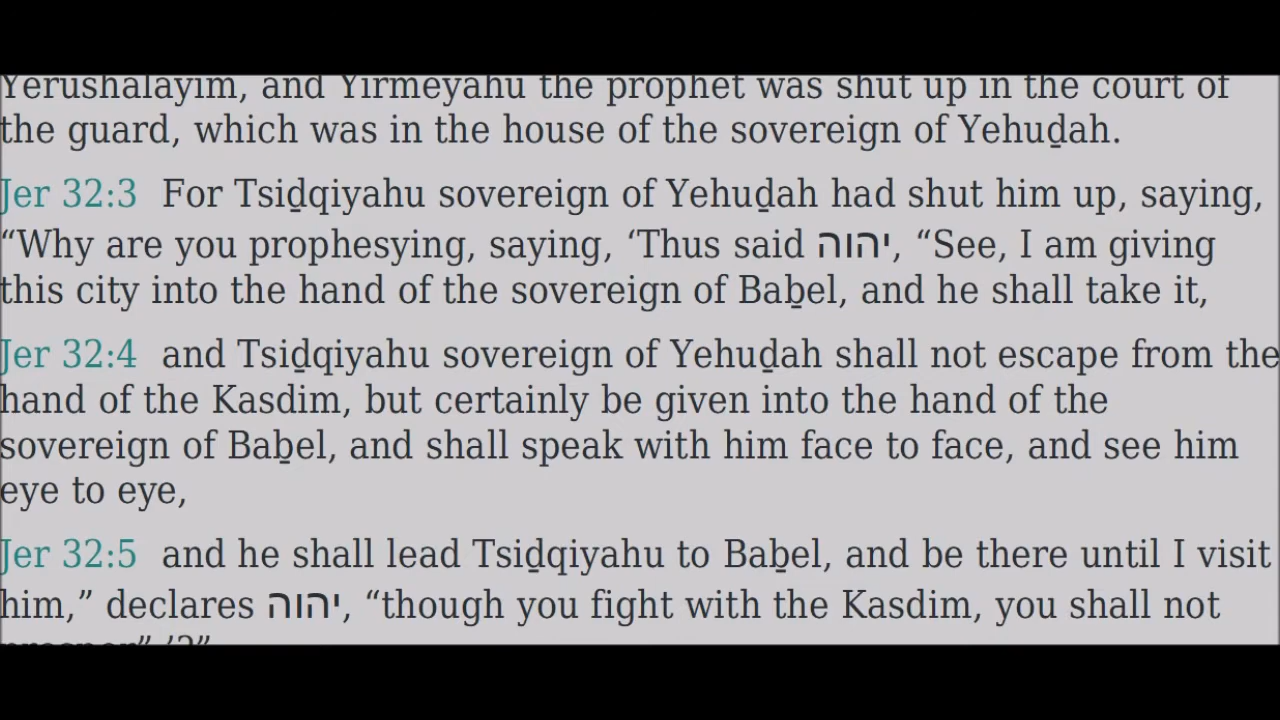 Yerushalayim, and Yirmeyahu the prophet was shut up in the court of
the guard, which was in the house of the sovereign of Yehuḏah.
Jer 32:3 For Tsiḏqiyahu sovereign of Yehuḏah had shut him up, saying,
“Why are you prophesying, saying, ‘Thus said יהוה, “See, I am giving
this city into the hand of the sovereign of Baḇel, and he shall take it,
Jer 32:4 and Tsiḏqiyahu sovereign of Yehuḏah shall not escape from the
hand of the Kasdim, but certainly be given into the hand of the
sovereign of Baḇel, and shall speak with him face to face, and see him
eye to eye,
Jer 32:5 and he shall lead Tsiḏqiyahu to Baḇel, and be there until I visit
him,” declares יהוה, “though you fight with the Kasdim, you shall not
prosper” ’?”